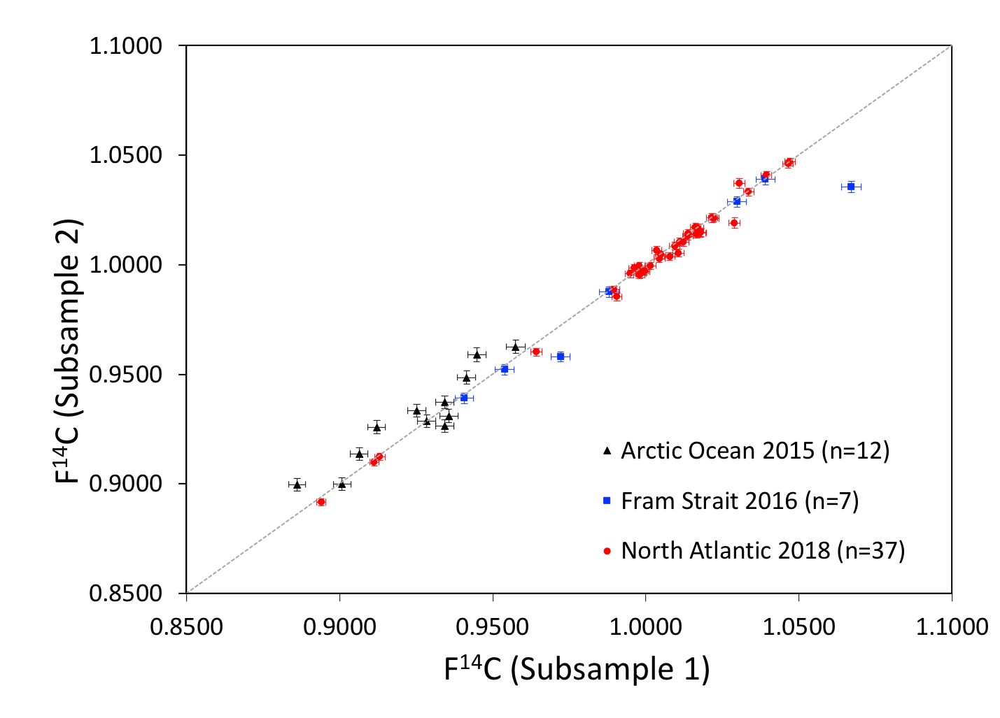 1.1000
1.0500
1.0000
0.9500
0.9000
0.8500
F¹⁴C (Subsample 2)
Arctic Ocean 2015 (n=12)
Fram Strait 2016 (n=7)
North Atlantic 2018 (n=37)
0.8500 0.9000 0.9500 1.0000 1.0500 1.1000
F¹⁴C (Subsample 1)